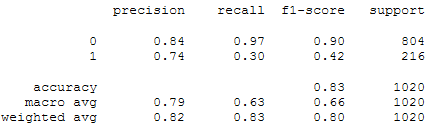 precision recall f1-score support
0 0.84 0.97 0.90 804
1 0.74 0.30 0.42 216
accuracy 0.83 1020
macro avg 0.79 0.63 0.66 1020
weighted avg 0.82 0.83 0.80 1020